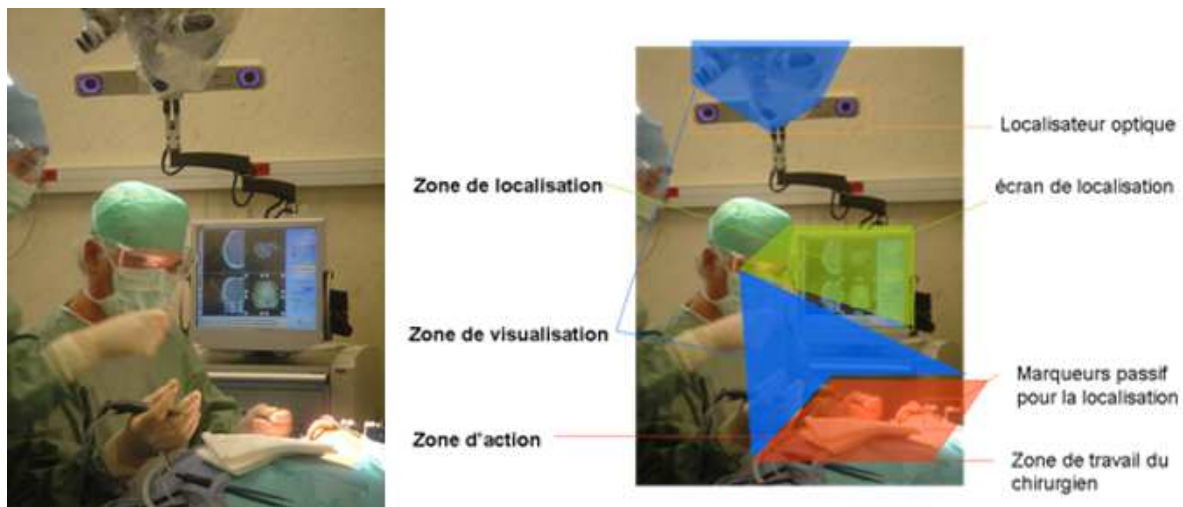 Localisateur optique
Zone de localisation
écran de localisation
Zone de visualisation
Marqueurs passif
pour la localisation
Zone d'action
Zone de travail du
chirurgien